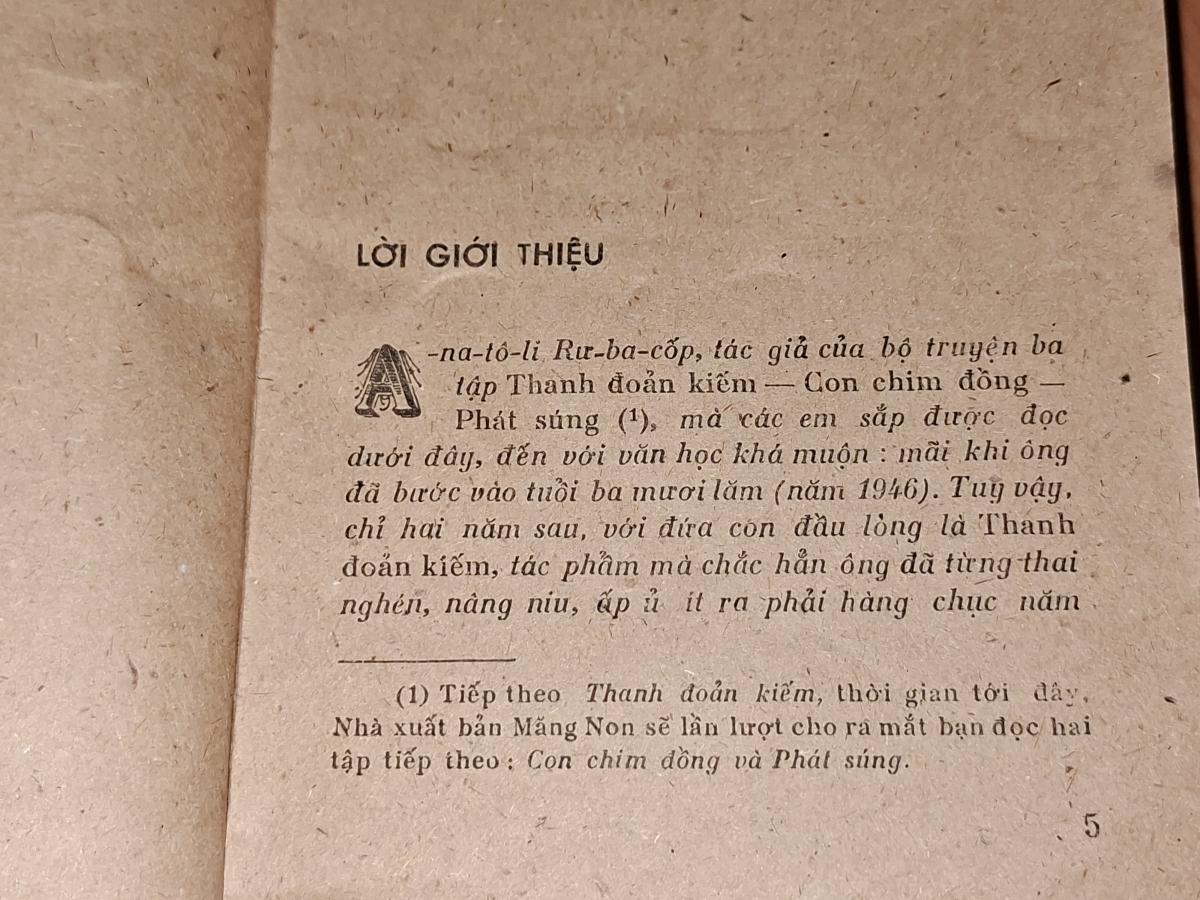 LỜI GIỚI THIỆU
A-na-tô-li Rư-ba-cốp, tác giả của bộ truyện ba
tập Thanh đoản kiếm — Con chim đồng —
Phát súng (¹), mà các em sắp được đọc
dưới đây, đến với văn học khá muộn : mãi khi ông
đã bước vào tuổi ba mươi lăm (năm 1946). Tuy vậy,
chỉ hai năm sau, với đứa con đầu lòng là Thanh
đoản kiếm, tác phẩm mà chắc hẳn ông đã từng thai
nghén, nâng niu, ấp ủ ít ra phải hàng chục năm
(1) Tiếp theo Thanh đoản kiếm, thời gian tới đây,
Nhà xuất bản Măng Non sẽ lần lượt cho ra mắt bạn đọc hai
tập tiếp theo : Con chim đồng và Phát súng.
5